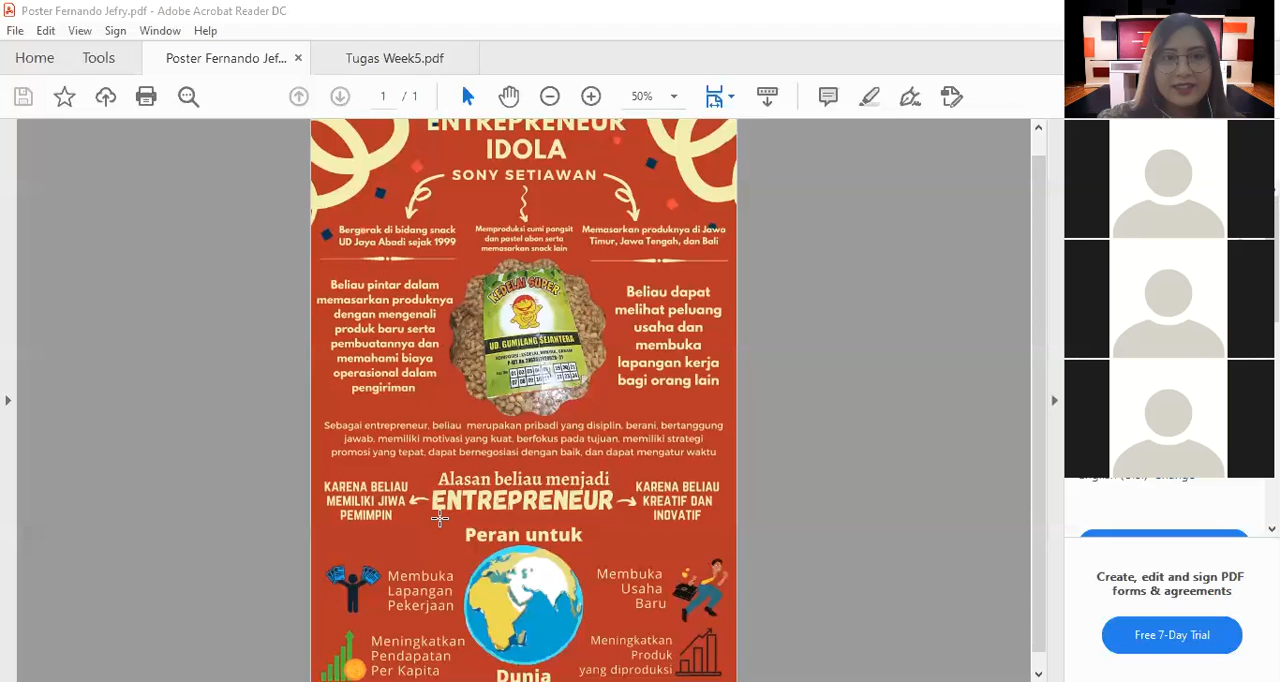 Poster Fernando Jefry.pdf - Adobe Acrobat Reader DC
File Edit View Sign Window Help
Home Tools Poster Fernando Jef... × Tugas Week5.pdf
1 / 1 50%
ENTREPRENEUR
IDOLA
SONY SETIAWAN
Bergerak di bidang snack
UD Jaya Abadi sejak 1999
Memproduksi cumi pangsit
dan pastel abon serta
memasarkan snack lain
Memasarkan produknya di Jawa
Timur, Jawa Tengah, dan Bali
Beliau pintar dalam
memasarkan produknya
dengan mengenali
produk baru serta
pembuatannya dan
memahami biaya
operasional dalam
pengiriman
KEDELAI SUPER
UD. GUMILANG SEJAHTERA
Beliau dapat
melihat peluang
usaha dan
membuka
lapangan kerja
bagi orang lain
Sebagai entrepreneur, beliau merupakan pribadi yang disiplin, berani, bertanggung
jawab, memiliki motivasi yang kuat, berfokus pada tujuan, memiliki strategi
promosi yang tepat, dapat bernegosiasi dengan baik, dan dapat mengatur waktu
Alasan beliau menjadi
ENTREPRENEUR
KARENA BELIAU
MEMILIKI JIWA
PEMIMPIN
KARENA BELIAU
KREATIF DAN
INOVATIF
Peran untuk
Membuka
Lapangan
Pekerjaan
Membuka
Usaha
Baru
Meningkatkan
Pendapatan
Per Kapita
Meningkatkan
Produk
yang diproduksi
Dunia
Create, edit and sign PDF
forms & agreements
Free 7-Day Trial